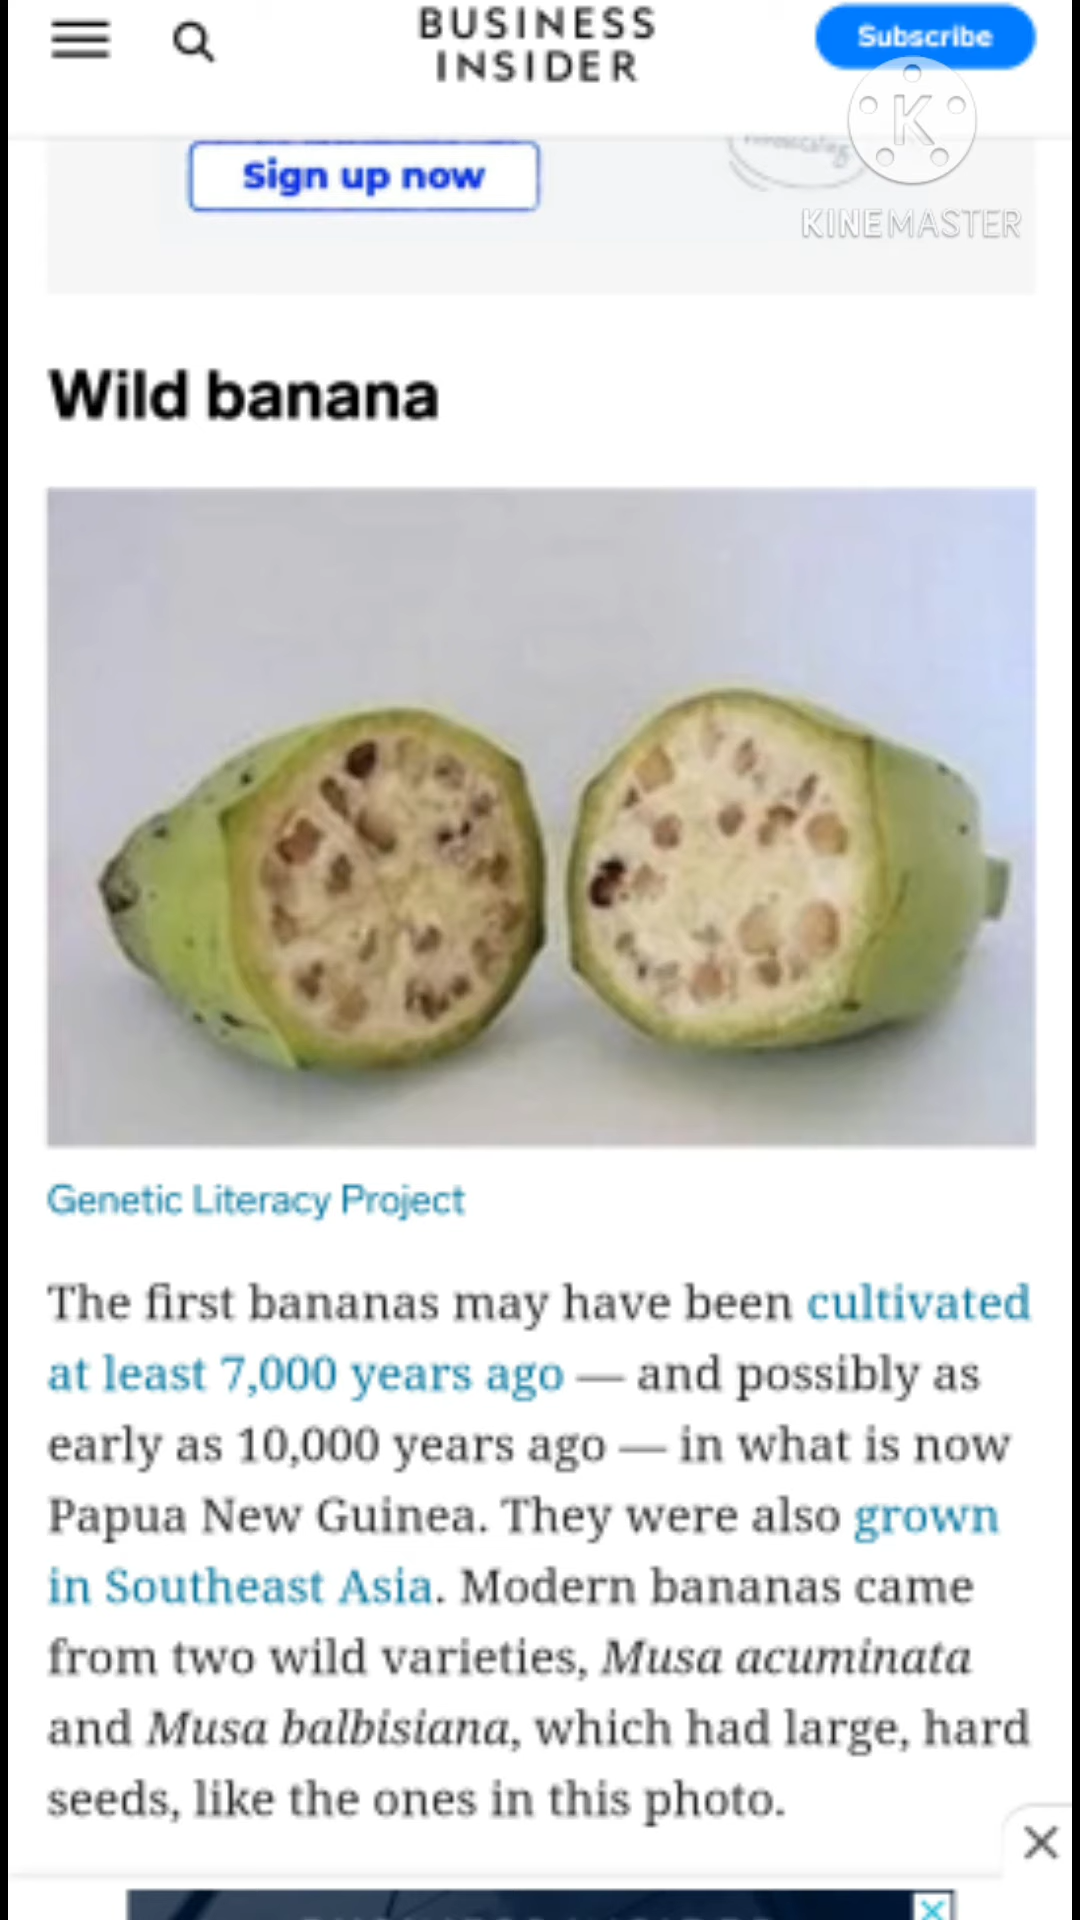 BUSINESS
INSIDER
Subscribe
K
KINEMASTER
Sign up now
Wild banana
Genetic Literacy Project
The first bananas may have been cultivated
at least 7,000 years ago — and possibly as
early as 10,000 years ago — in what is now
Papua New Guinea. They were also grown
in Southeast Asia. Modern bananas came
from two wild varieties, Musa acuminata
and Musa balbisiana, which had large, hard
seeds, like the ones in this photo.